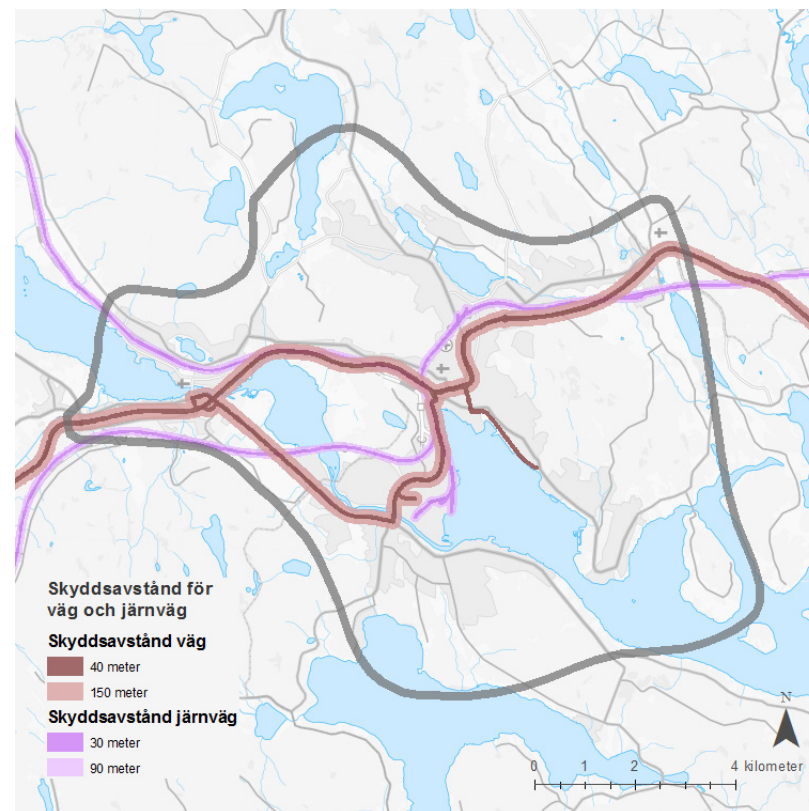 Skyddsavstånd för
väg och järnväg
Skyddsavstånd väg
40 meter
150 meter
Skyddsavstånd järnväg
30 meter
90 meter
N
0 1 2 4 kilometer